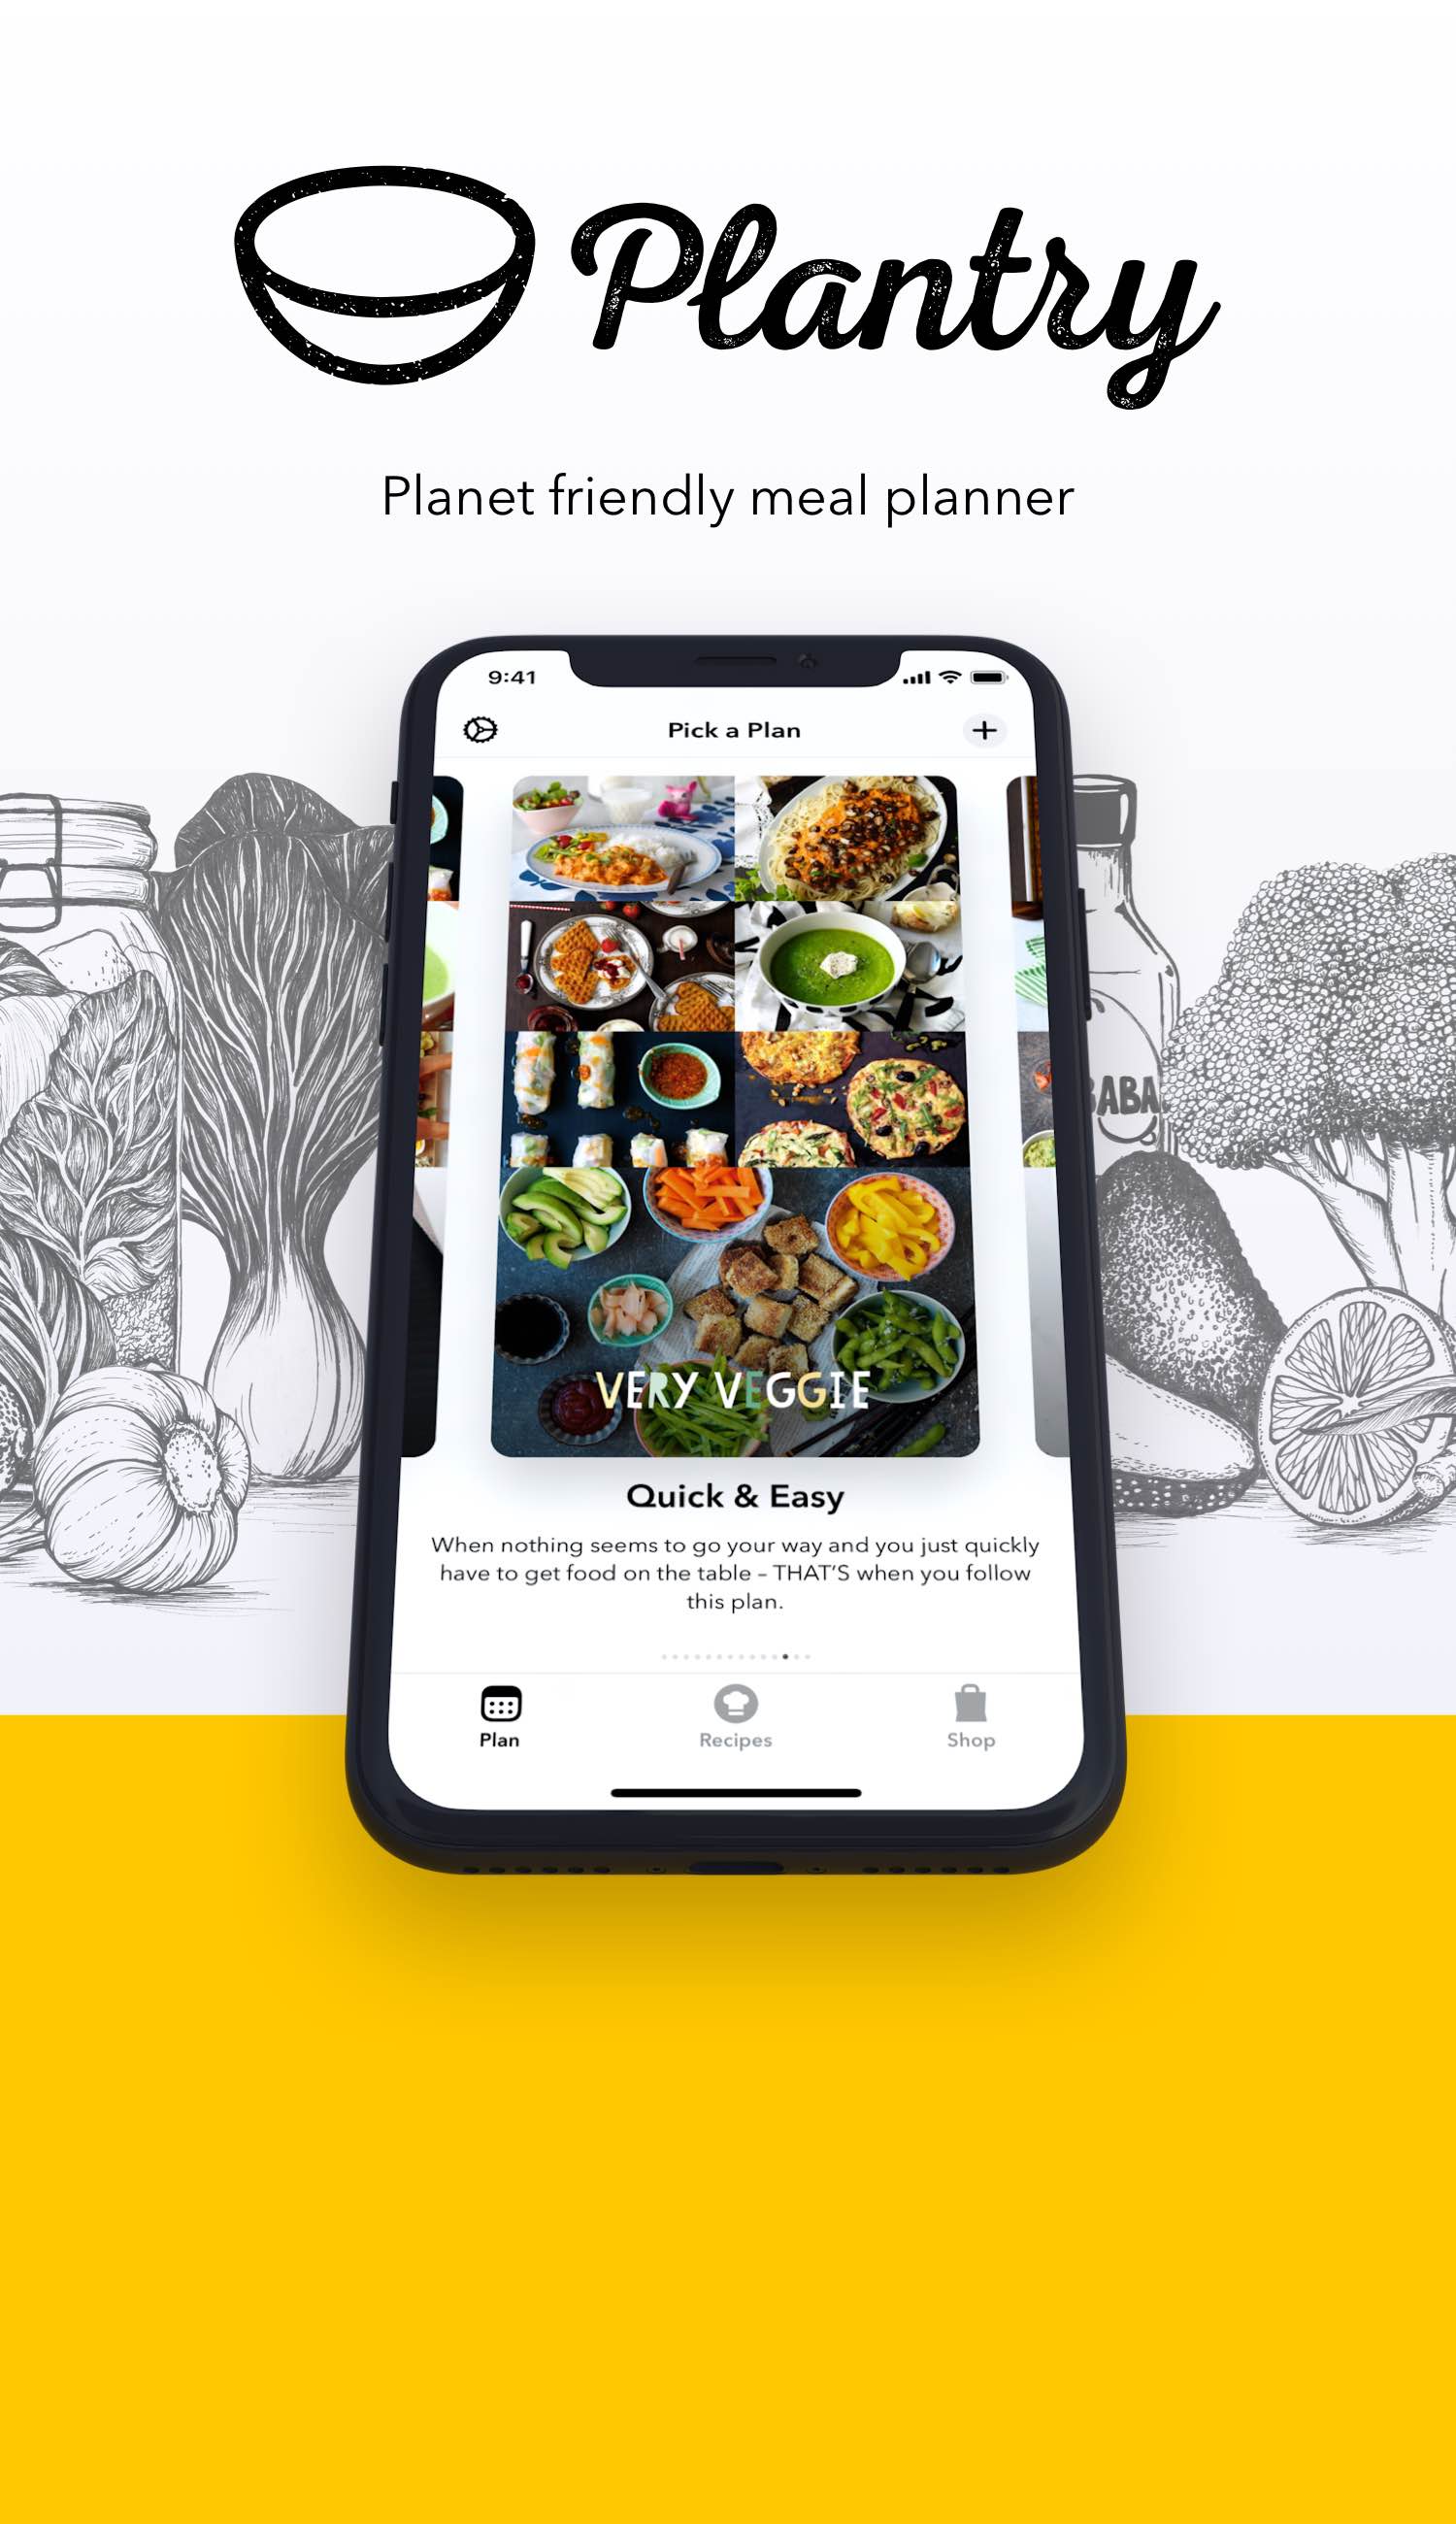 Plantry
Planet friendly meal planner
9:41
Pick a Plan
VERY VEGGIE
Quick & Easy
When nothing seems to go your way and you just quickly
have to get food on the table – THAT'S when you follow
this plan.
Plan
Recipes
Shop